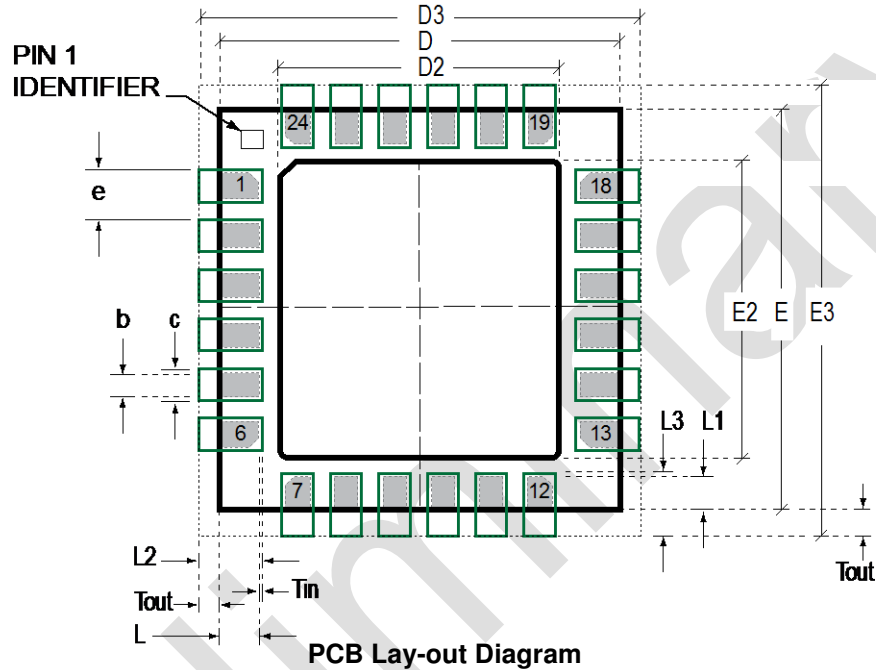 D3
D
D2
PIN 1
IDENTIFIER
24
19
1
18
e
b
c
E2
E
E3
6
13
L3
L1
7
12
L2
Tin
Tout
Tout
L
PCB Lay-out Diagram